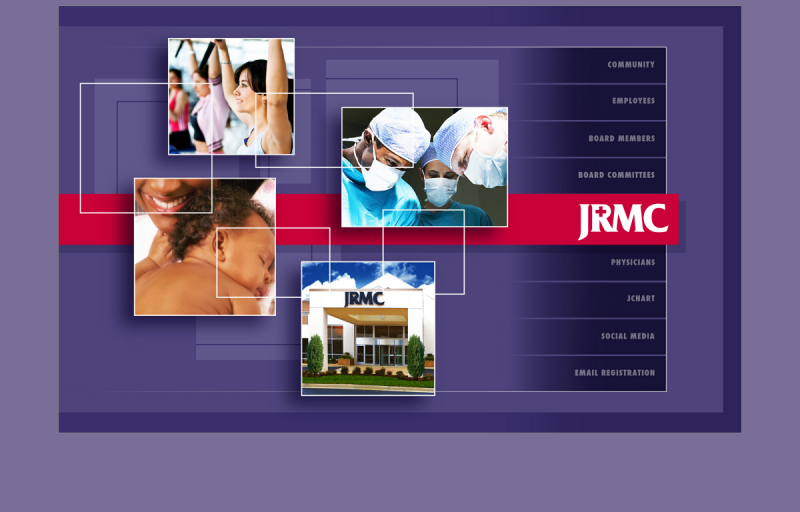 COMMUNITY
EMPLOYEES
BOARD MEMBERS
BOARD COMMITTEES
JRMC
PHYSICIANS
JCHART
SOCIAL MEDIA
EMAIL REGISTRATION
JRMC